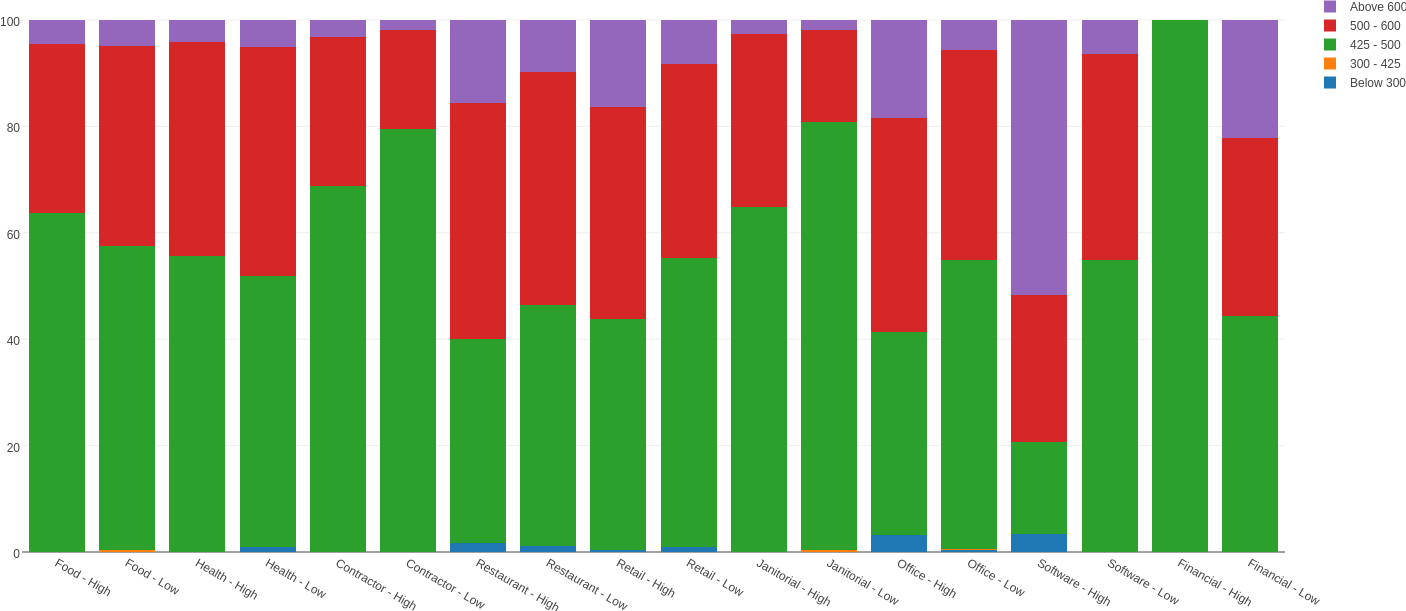 100
80
60
40
20
0
Food - High
Food - Low
Health - High
Health - Low
Contractor - High
Contractor - Low
Restaurant - High
Restaurant - Low
Retail - High
Retail - Low
Janitorial - High
Janitorial - Low
Office - High
Office - Low
Software - High
Software - Low
Financial - High
Financial - Low
Above 600
500 - 600
425 - 500
300 - 425
Below 300